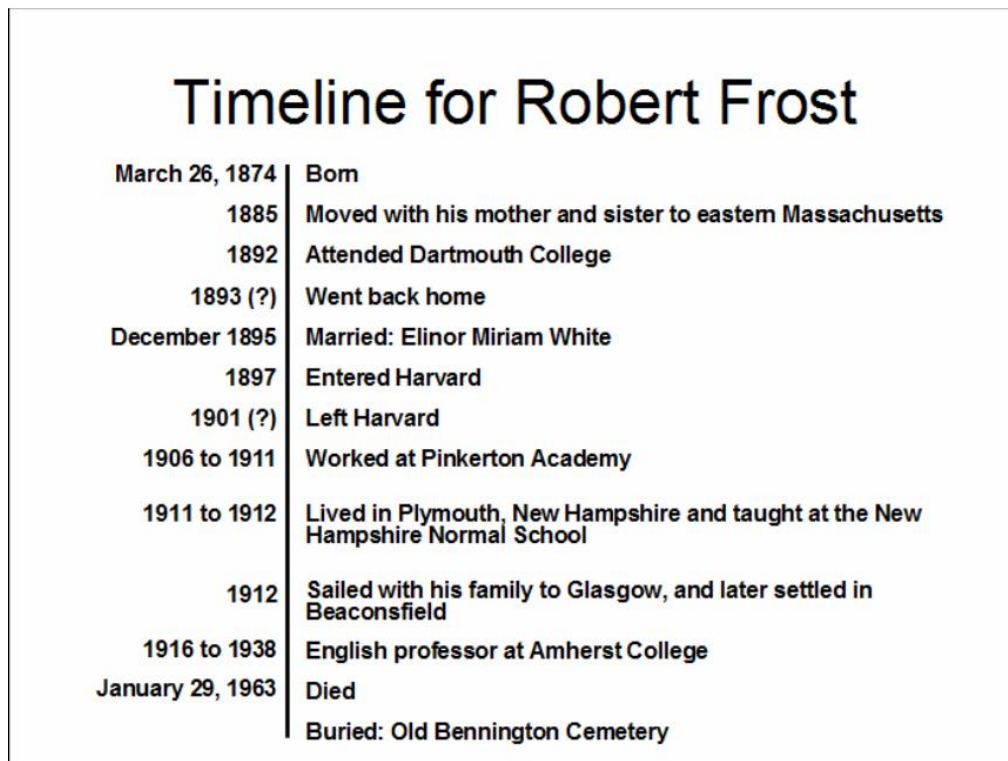 Timeline for Robert Frost
March 26, 1874 Born
1885 Moved with his mother and sister to eastern Massachusetts
1892 Attended Dartmouth College
1893 (?) Went back home
December 1895 Married: Elinor Miriam White
1897 Entered Harvard
1901 (?) Left Harvard
1906 to 1911 Worked at Pinkerton Academy
1911 to 1912 Lived in Plymouth, New Hampshire and taught at the New
Hampshire Normal School
1912 Sailed with his family to Glasgow, and later settled in
Beaconsfield
1916 to 1938 English professor at Amherst College
January 29, 1963 Died
Buried: Old Bennington Cemetery